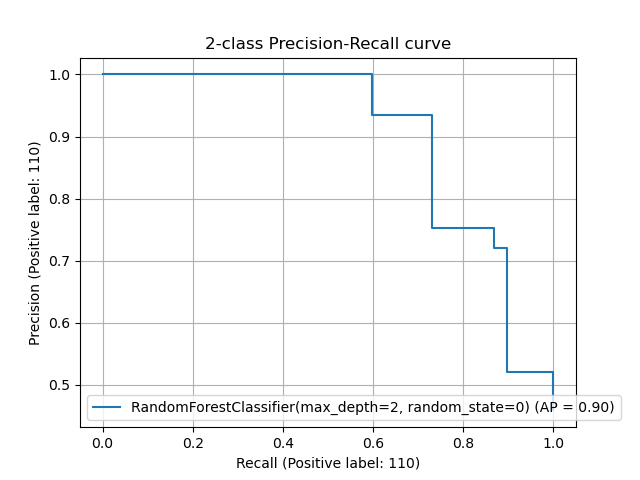 2-class Precision-Recall curve
1.0
0.9
0.8
0.7
0.6
0.5
Precision (Positive label: 110)
RandomForestClassifier(max_depth=2, random_state=0) (AP = 0.90)
0.0 0.2 0.4 0.6 0.8 1.0
Recall (Positive label: 110)